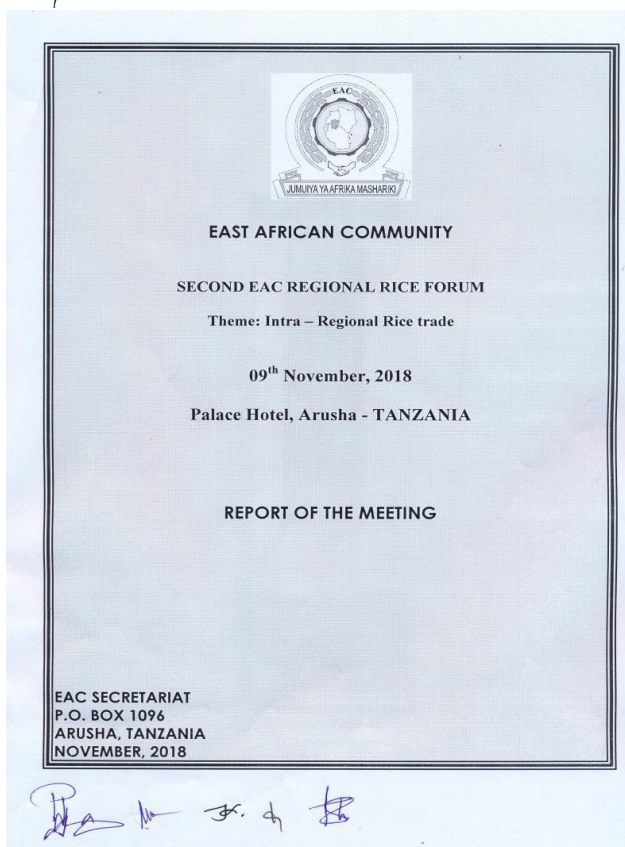 EAC
JUMUIYA YA AFRIKA MASHARIKI
EAST AFRICAN COMMUNITY
SECOND EAC REGIONAL RICE FORUM
Theme: Intra – Regional Rice trade
09th November, 2018
Palace Hotel, Arusha - TANZANIA
REPORT OF THE MEETING
EAC SECRETARIAT
P.O. BOX 1096
ARUSHA, TANZANIA
NOVEMBER, 2018